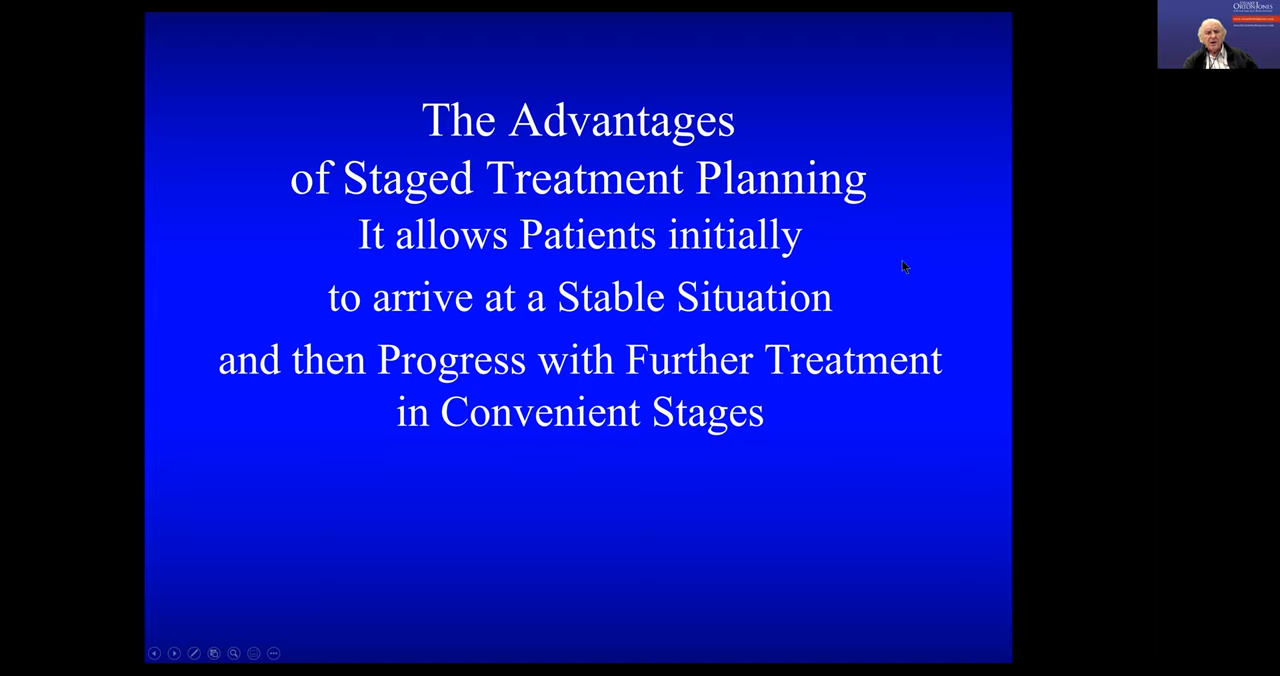 The Advantages
of Staged Treatment Planning
It allows Patients initially
to arrive at a Stable Situation
and then Progress with Further Treatment
in Convenient Stages
ORTONJONES